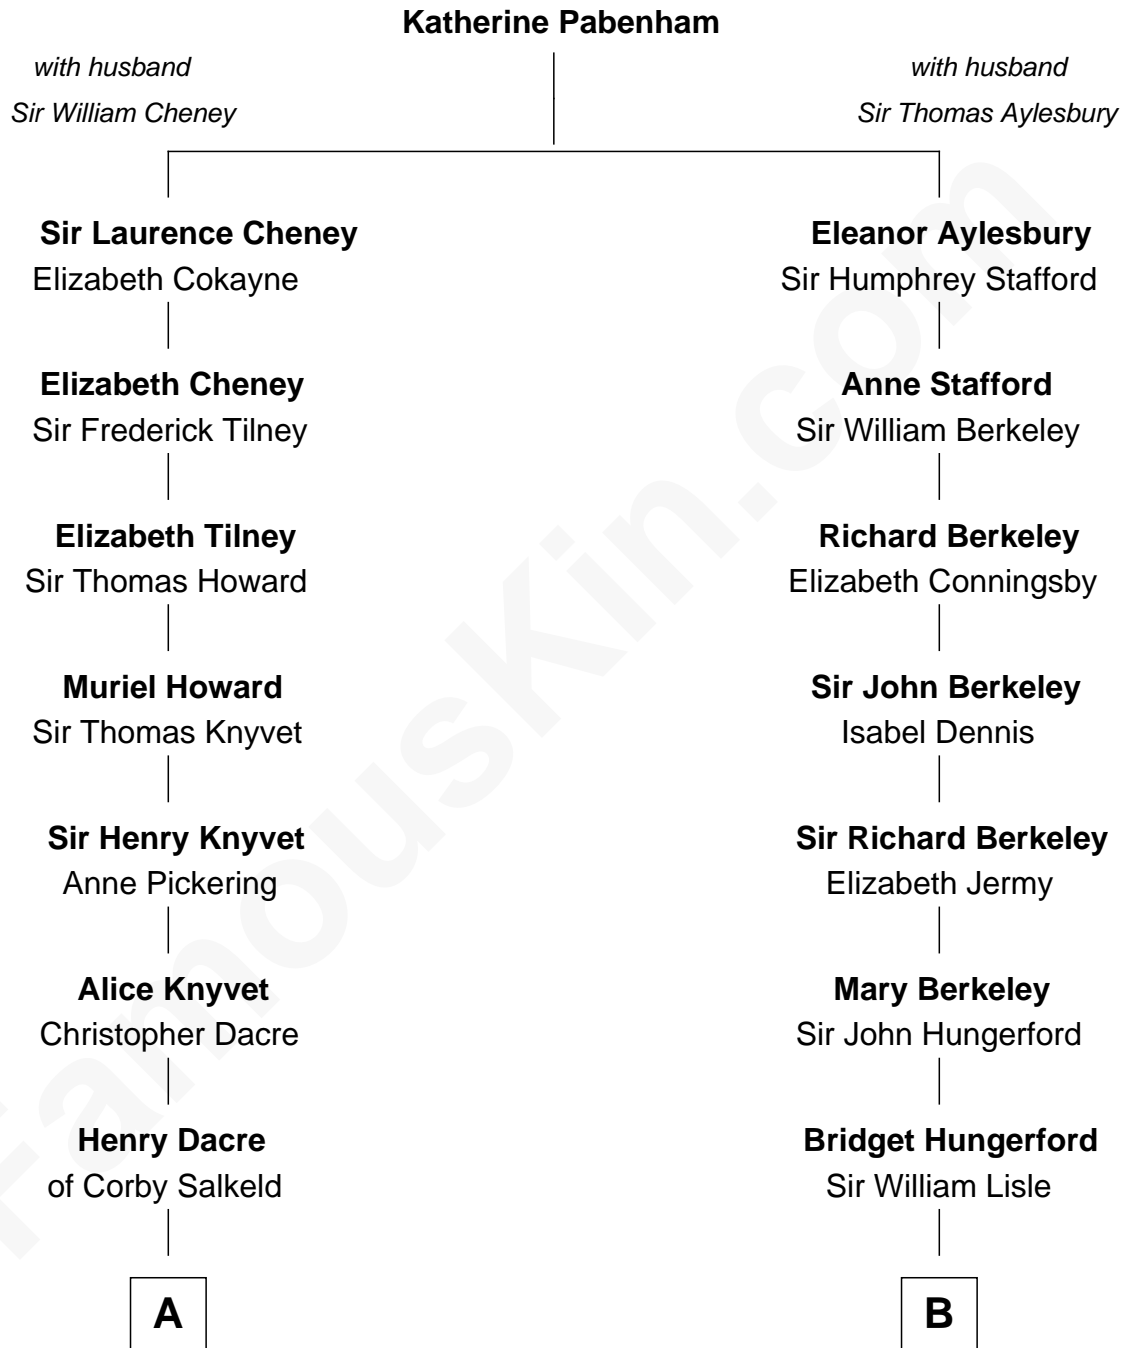 Katherine Pabenham
with husband
Sir William Cheney
with husband
Sir Thomas Aylesbury
Sir Laurence Cheney
Elizabeth Cokayne
Eleanor Aylesbury
Sir Humphrey Stafford
Elizabeth Cheney
Sir Frederick Tilney
Anne Stafford
Sir William Berkeley
Elizabeth Tilney
Sir Thomas Howard
Richard Berkeley
Elizabeth Conningsby
Muriel Howard
Sir Thomas Knyvet
Sir John Berkeley
Isabel Dennis
Sir Henry Knyvet
Anne Pickering
Sir Richard Berkeley
Elizabeth Jermy
Alice Knyvet
Christopher Dacre
Mary Berkeley
Sir John Hungerford
Henry Dacre
of Corby Salkeld
Bridget Hungerford
Sir William Lisle
A
B
FamousKin.com